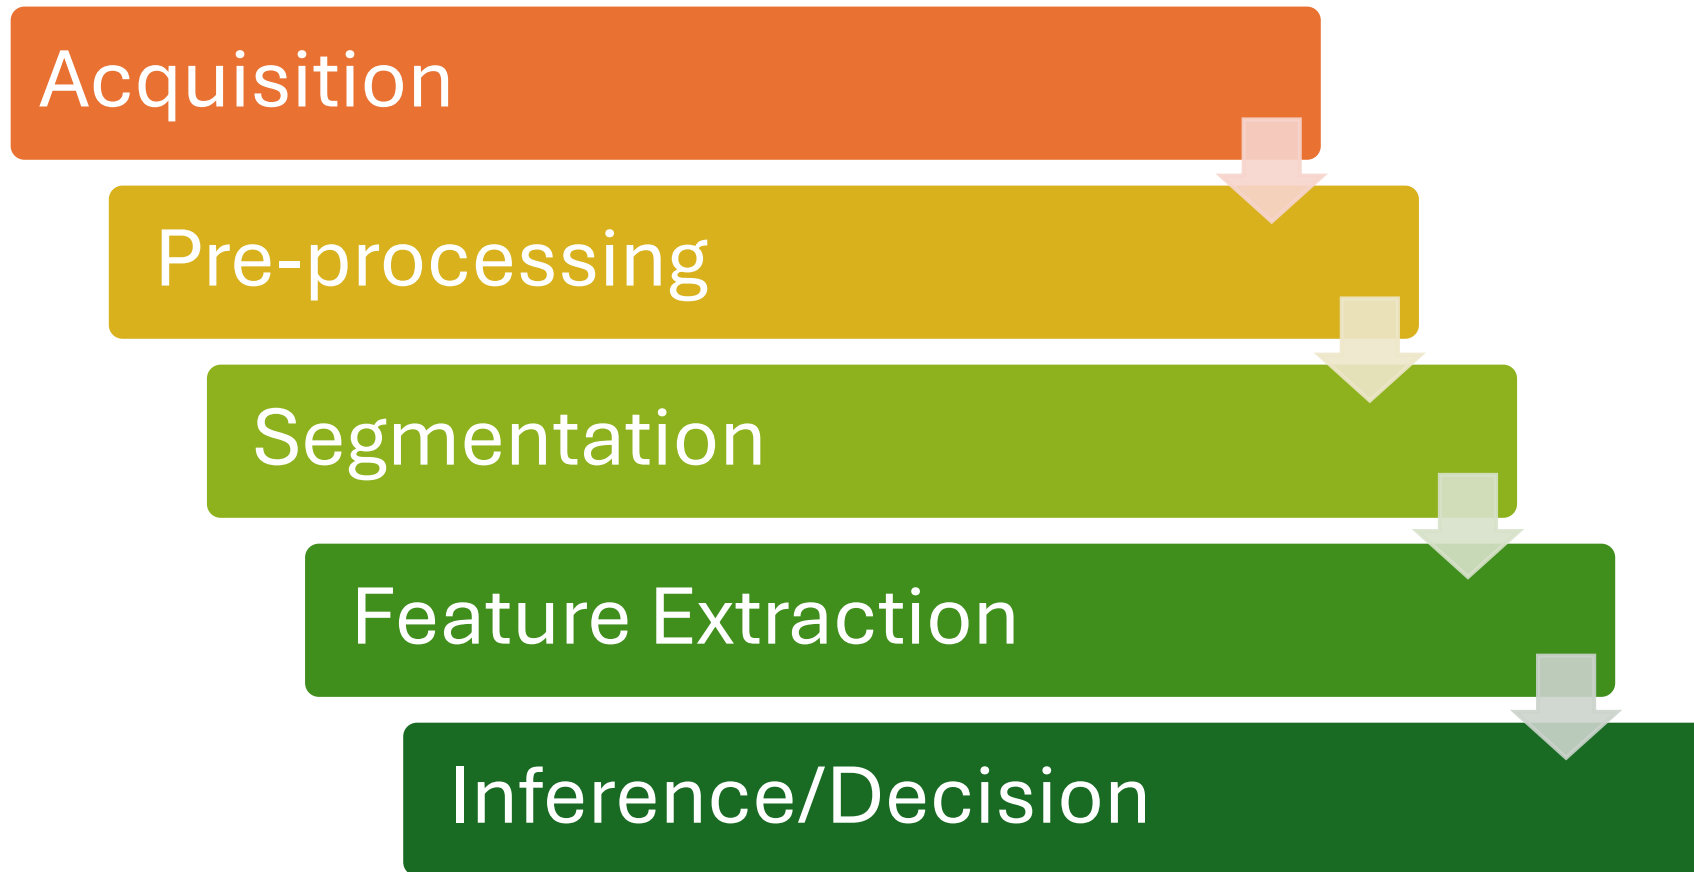 Acquisition
Pre-processing
Segmentation
Feature Extraction
Inference/Decision